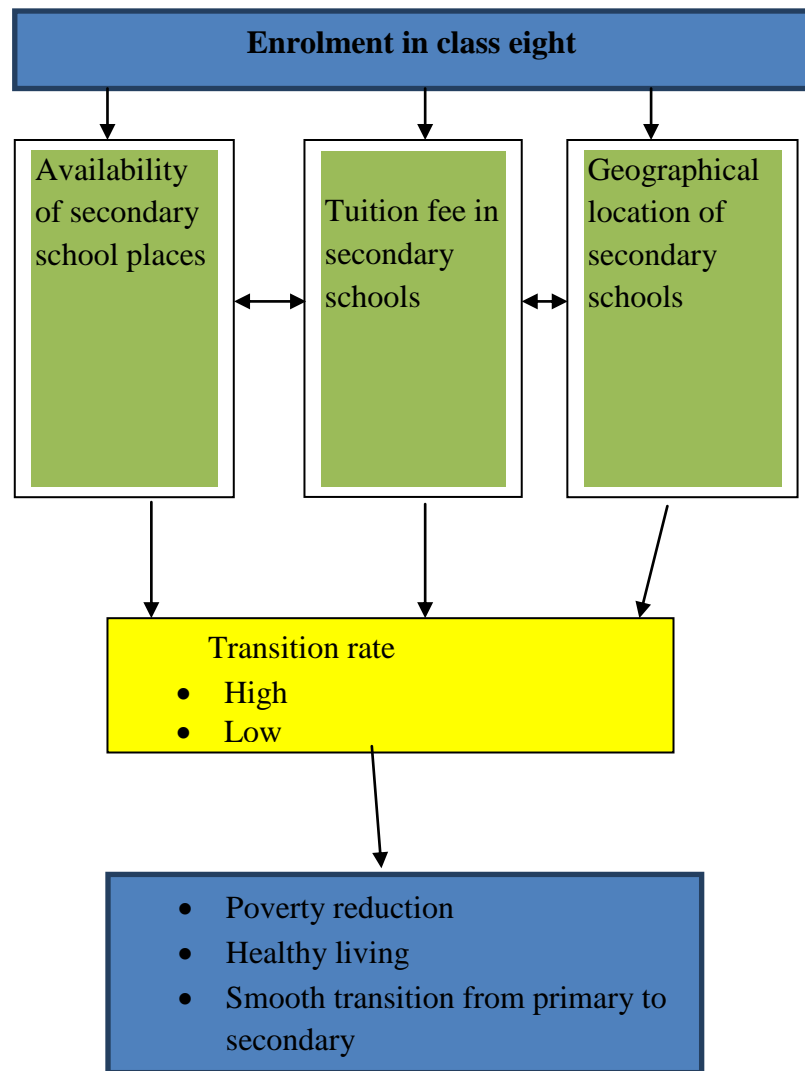 Enrolment in class eight
Availability
of secondary
school places
Tuition fee in
secondary
schools
Geographical
location of
secondary
schools
Transition rate
• High
• Low
• Poverty reduction
• Healthy living
• Smooth transition from primary to
secondary